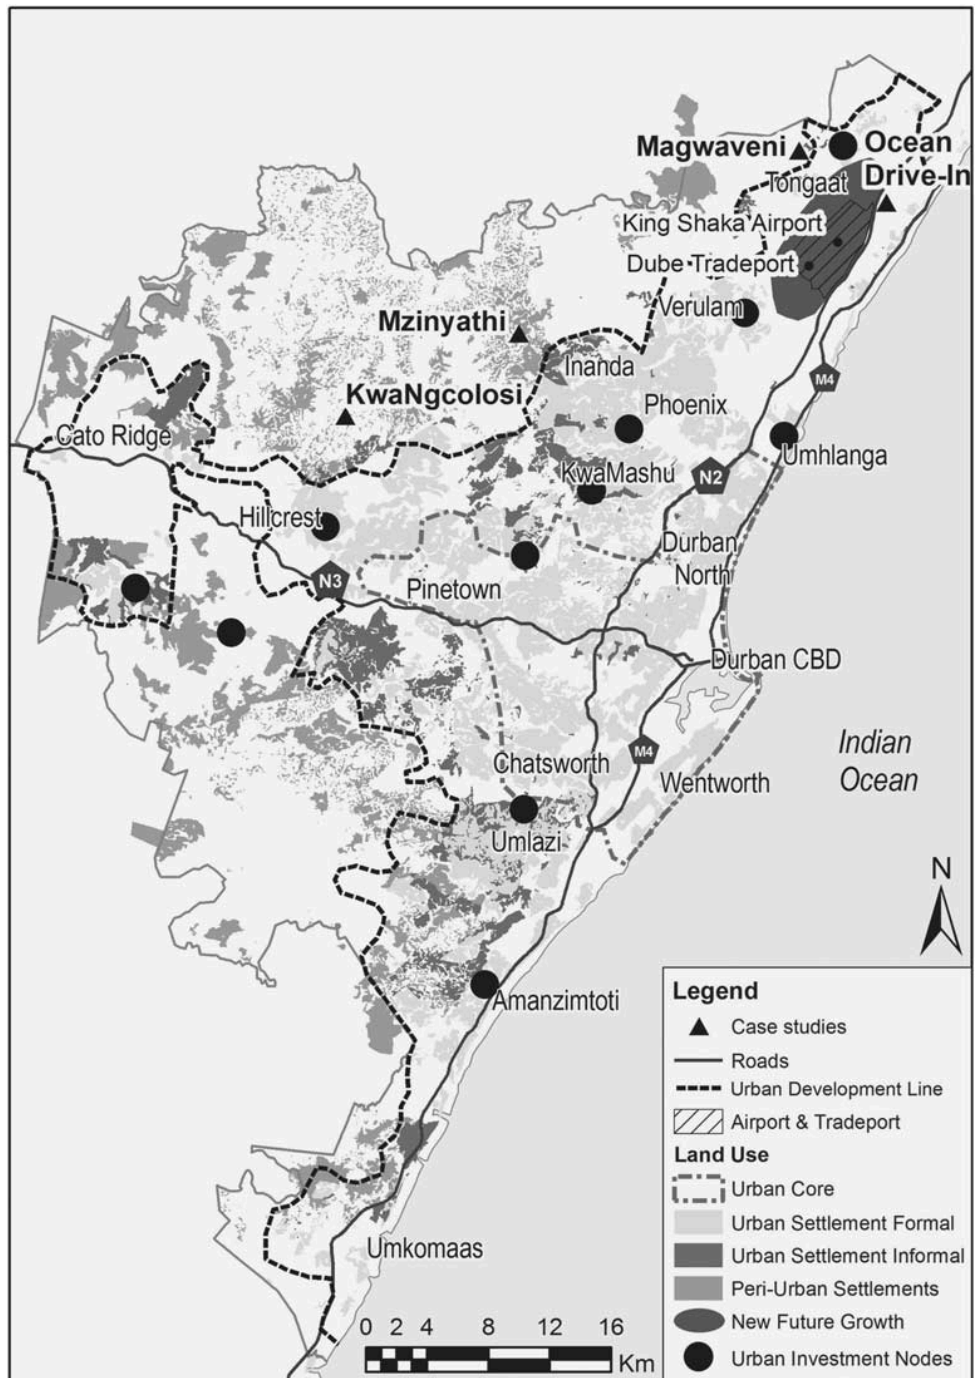 Magwaveni
Ocean
Drive-In
Tongaat
King Shaka Airport
Dube Tradeport
Verulam
Mzinyathi
Inanda
M4
KwaNgcolosi
Phoenix
Cato Ridge
Umhlanga
KwaMashu
N2
Hillcrest
Durban
North
N3
Pinetown
Durban CBD
Indian
Ocean
M4
Chatsworth
Wentworth
Umlazi
N
Amanzimtoti
Umkomaas
0 2 4 8 12 16
Km
Legend
Case studies
Roads
Urban Development Line
Airport & Tradeport
Land Use
Urban Core
Urban Settlement Formal
Urban Settlement Informal
Peri-Urban Settlements
New Future Growth
Urban Investment Nodes